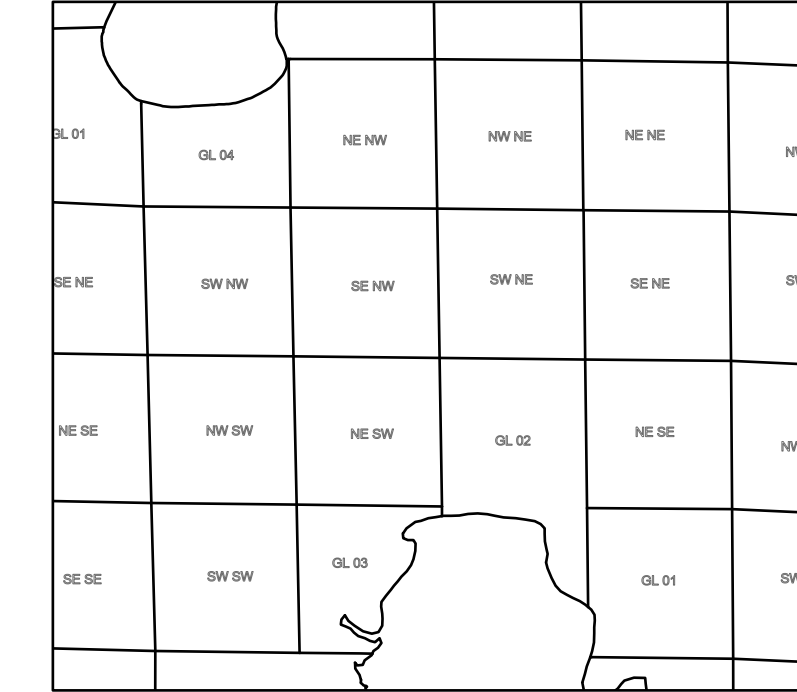 GL 01
GL 04
NE NW
NW NE
NE NE
SE NE
SW NW
SE NW
SW NE
SE NE
NE SE
NW SW
NE SW
GL 02
NE SE
NW
SE SE
SW SW
GL 03
GL 01
SW